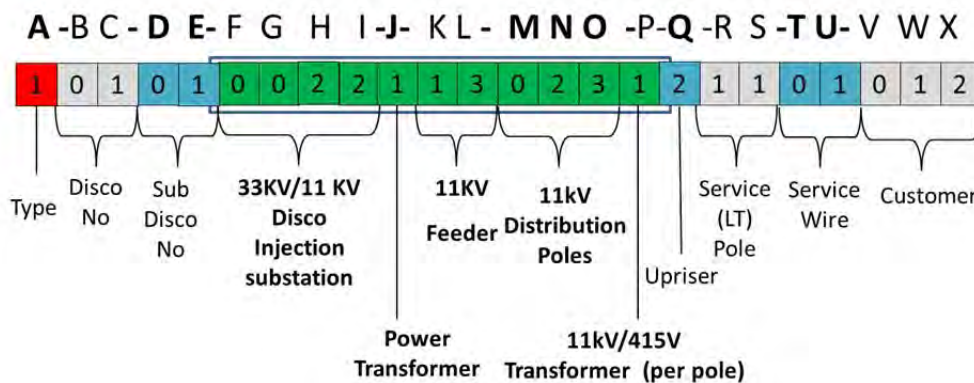 A -B C - D E- F G H I -J- K L - M N O -P-Q -R S -T U- V W X
1 0 1 0 1 0 0 2 2 1 1 3 0 2 3 1 2 1 1 0 1 0 1 2
Type
Disco
No
Sub
Disco
No
33KV/11 KV
Disco
Injection
substation
Power
Transformer
11KV
Feeder
11kV
Distribution
Poles
11kV/415V
Transformer (per pole)
Upriser
Service
(LT)
Pole
Service
Wire
Customer